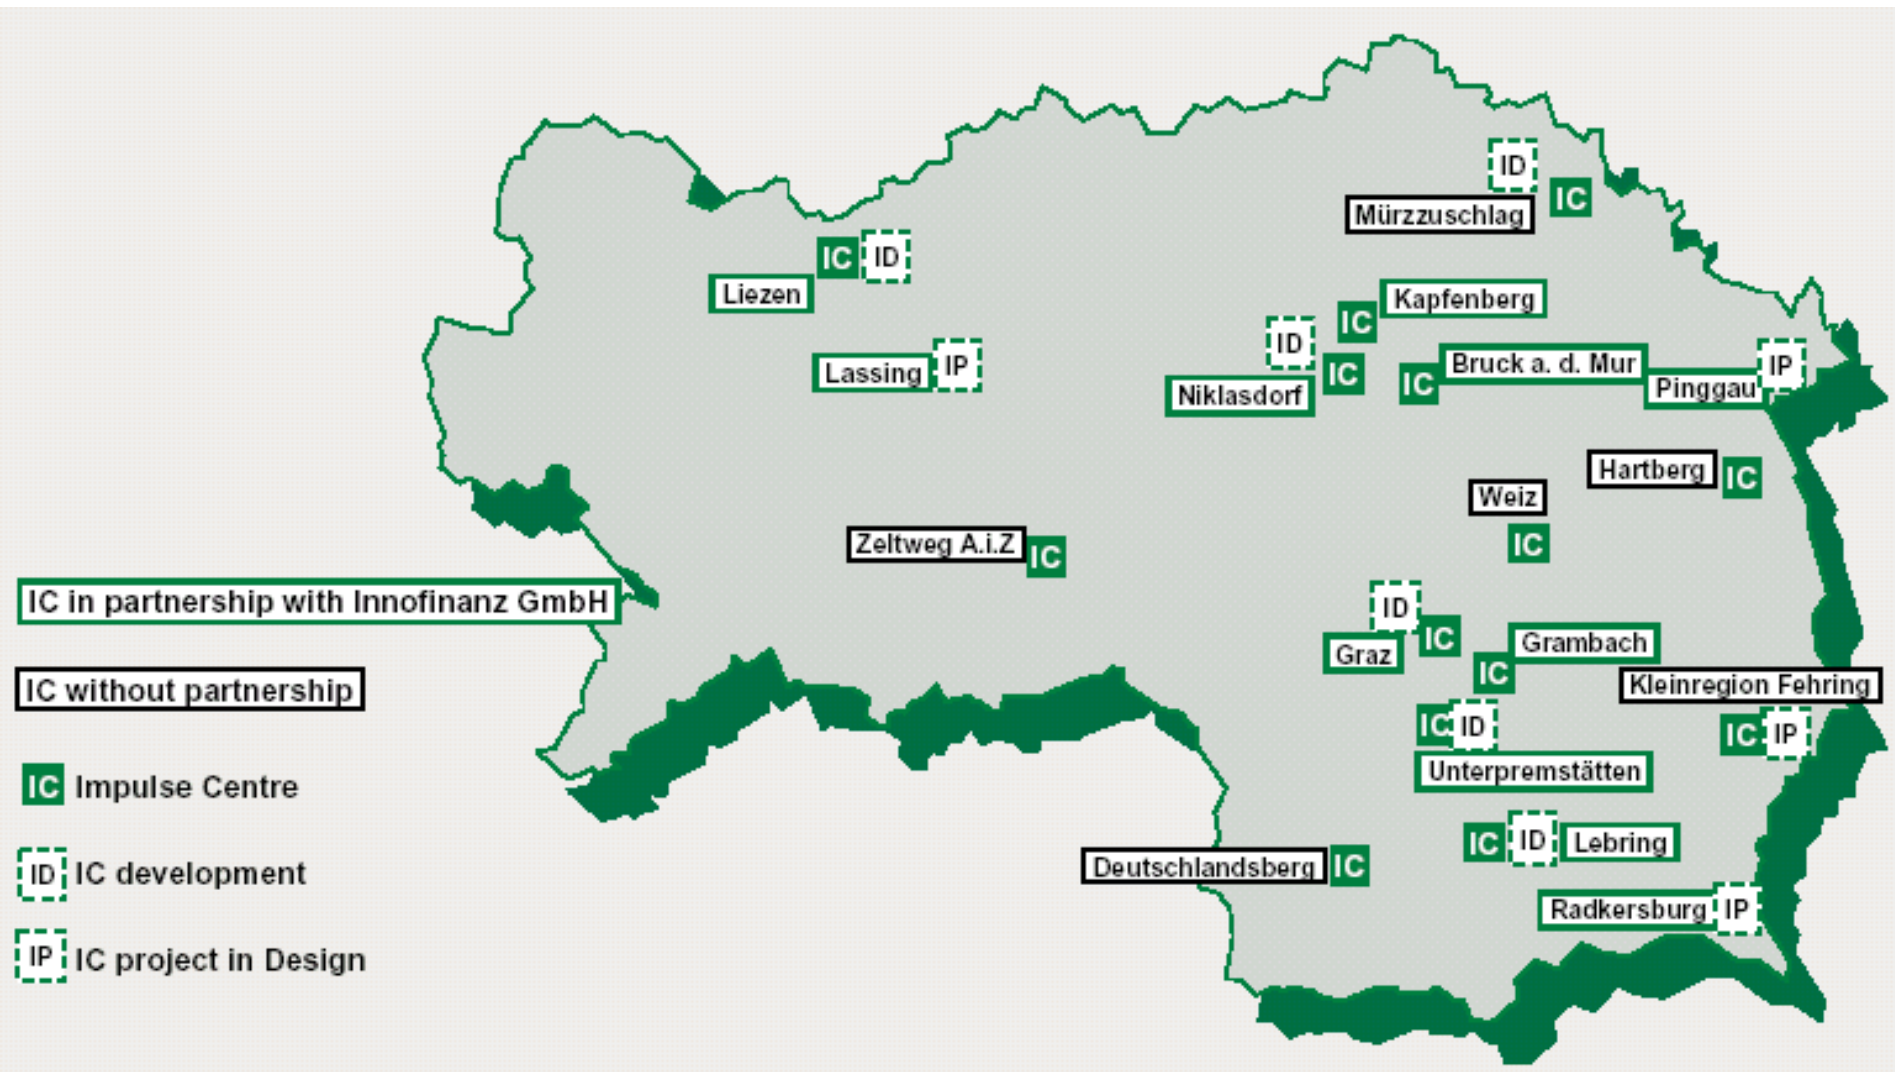 ID
IC
Mürzzuschlag
IC ID
Liezen
Kapfenberg
IC
ID
Lassing IP
IC
Niklasdorf
IC
Bruck a. d. Mur
IP
Pinggau
Hartberg IC
Weiz
IC
Zeltweg A.i.Z IC
IC in partnership with Innofinanz GmbH
ID
IC
Graz
Grambach
IC
IC without partnership
Kleinregion Fehring
IC ID
IC IP
Unterpremstätten
IC Impulse Centre
IC ID Lebring
Deutschlandsberg IC
ID IC development
Radkersburg IP
IP IC project in Design